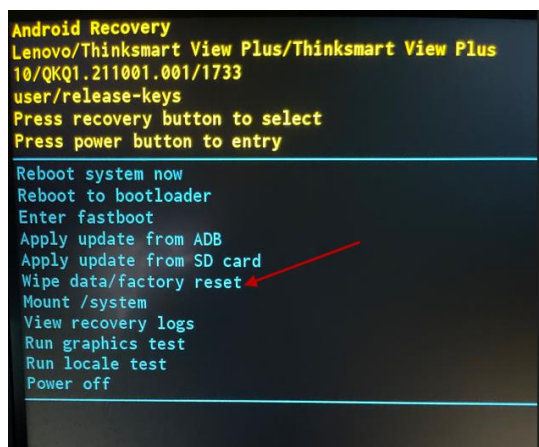 Android Recovery
Lenovo/Thinksmart View Plus/Thinksmart View Plus
10/QKQ1.211001.001/1733
user/release-keys
Press recovery button to select
Press power button to entry
Reboot system now
Reboot to bootloader
Enter fastboot
Apply update from ADB
Apply update from SD card
Wipe data/factory reset
Mount /system
View recovery logs
Run graphics test
Run locale test
Power off